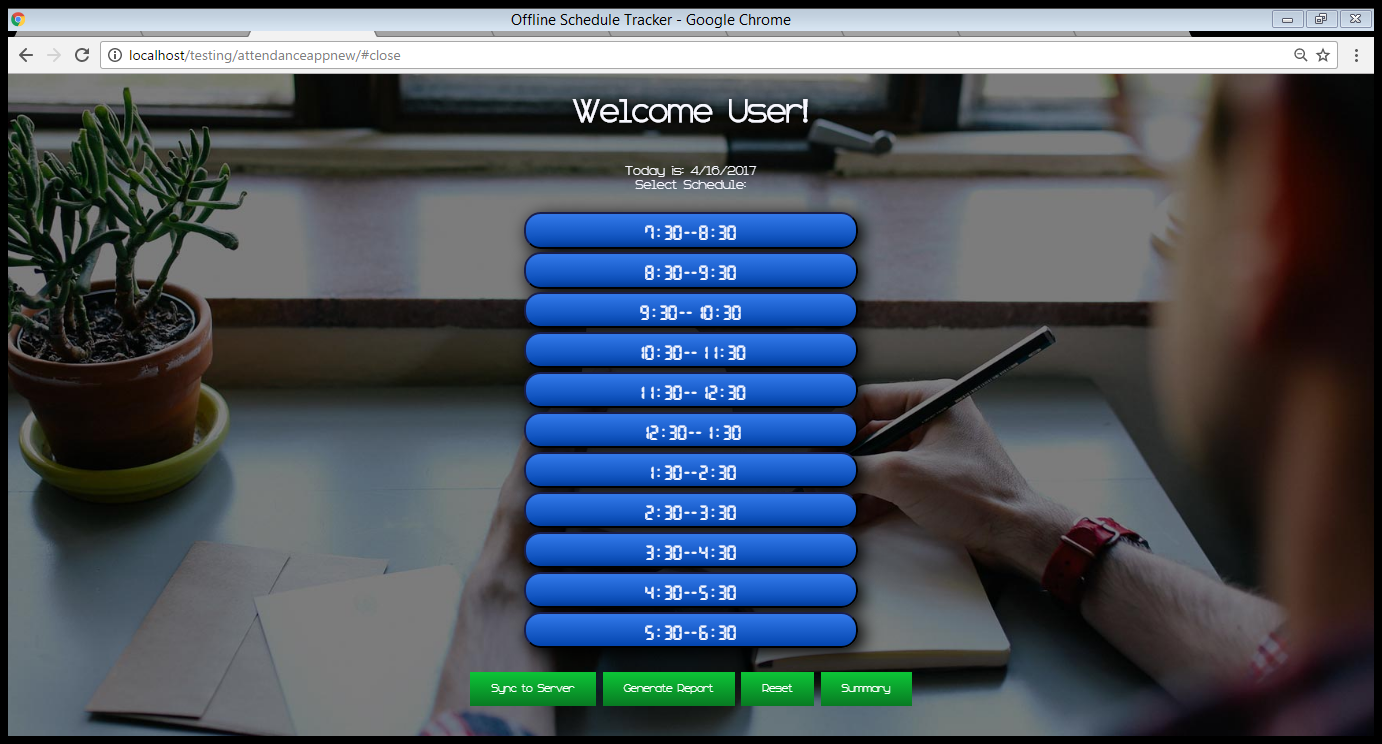 Offline Schedule Tracker - Google Chrome
localhost/testing/attendanceappnew/#close
Welcome User!
Today is: 4/16/2017
Select Schedule:
7:30--8:30
8:30--9:30
9:30-- 10:30
10:30-- 11:30
11:30-- 12:30
12:30-- 1:30
1:30--2:30
2:30--3:30
3:30--4:30
4:30--5:30
5:30--6:30
Sync to Server Generate Report Reset Summary